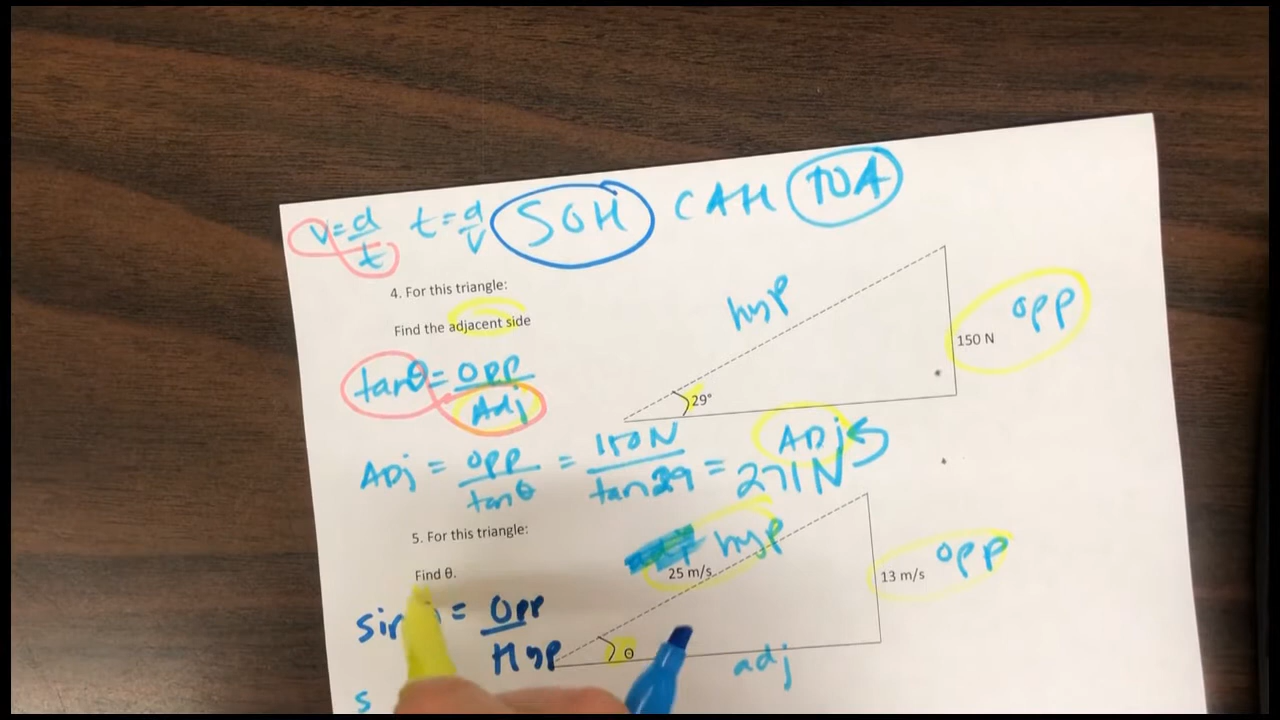 v = d/t t = d/v SOH CAH TOA
4. For this triangle:
Find the adjacent side
hyp
opp
150 N
29°
tanθ = opp/Adj
ADj
ADj = opp/tanθ = 150N/tan29 = 271N
5. For this triangle:
hyp
25 m/s
opp
13 m/s
Find θ.
= Opp/Hyp
θ
adj
s